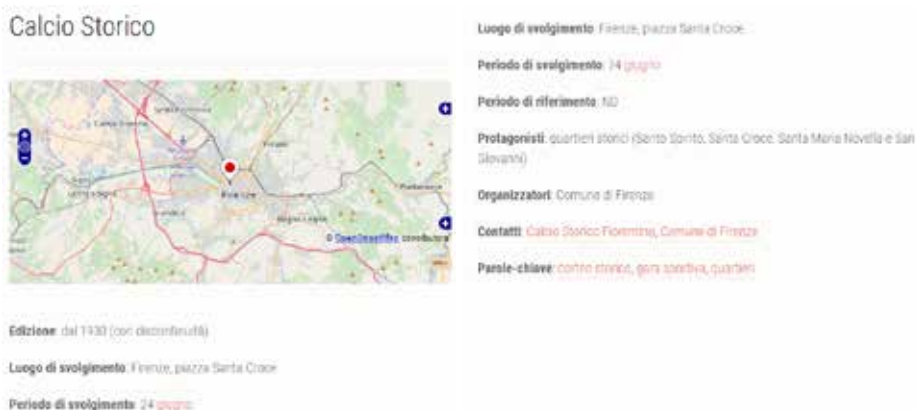 Calcio Storico
© OpenStreetMap contributors
Edizione: dal 1930 (con discontinuità)
Luogo di svolgimento: Firenze, piazza Santa Croce
Periodo di svolgimento: 24 giugno
Luogo di svolgimento: Firenze, piazza Santa Croce
Periodo di svolgimento: 24 giugno
Periodo di riferimento: ND
Protagonisti: quartieri storici (Santo Spirito, Santa Croce, Santa Maria Novella e San
Giovanni)
Organizzatori: Comune di Firenze
Contatti: Calcio Storico Fiorentino, Comune di Firenze
Parole-chiave: corteo storico, gara sportiva, quartieri